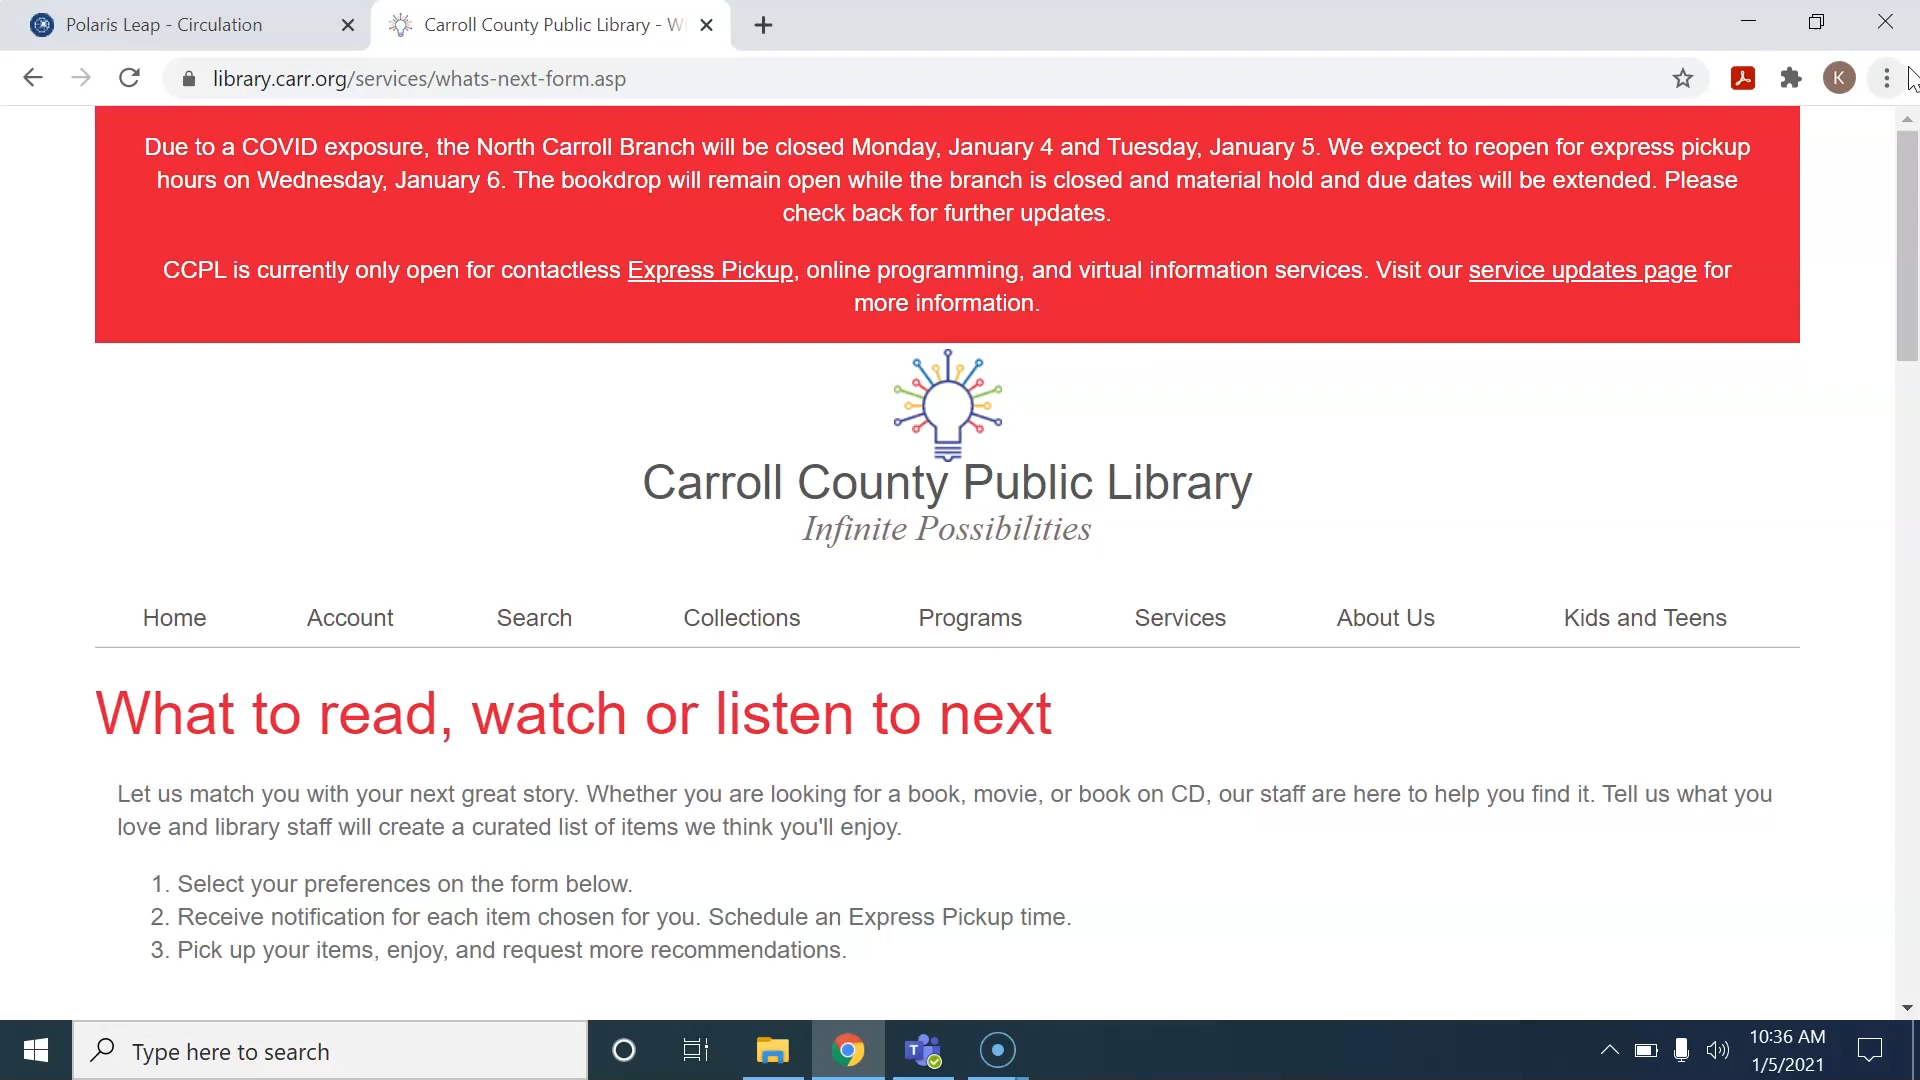 Polaris Leap - Circulation
Carroll County Public Library - W
library.carr.org/services/whats-next-form.asp
K
Due to a COVID exposure, the North Carroll Branch will be closed Monday, January 4 and Tuesday, January 5. We expect to reopen for express pickup
hours on Wednesday, January 6. The bookdrop will remain open while the branch is closed and material hold and due dates will be extended. Please
check back for further updates.
CCPL is currently only open for contactless Express Pickup, online programming, and virtual information services. Visit our service updates page for
more information.
Carroll County Public Library
Infinite Possibilities
Home Account Search Collections Programs Services About Us Kids and Teens
What to read, watch or listen to next
Let us match you with your next great story. Whether you are looking for a book, movie, or book on CD, our staff are here to help you find it. Tell us what you
love and library staff will create a curated list of items we think you'll enjoy.
1. Select your preferences on the form below.
2. Receive notification for each item chosen for you. Schedule an Express Pickup time.
3. Pick up your items, enjoy, and request more recommendations.
Type here to search
T
10:36 AM
1/5/2021